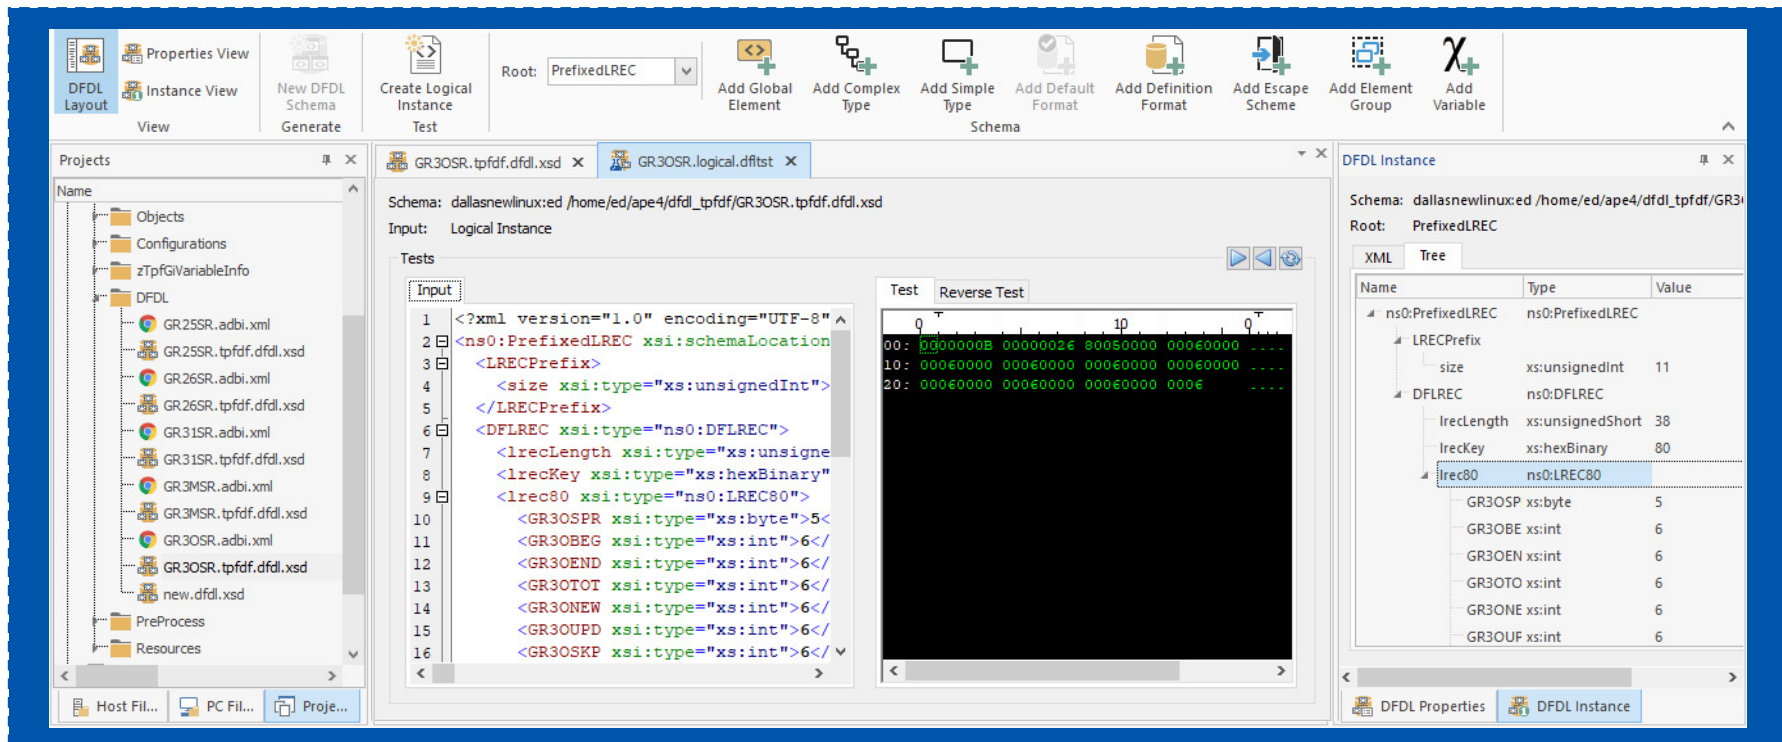 DFDL Layout
Properties View
Instance View
View
New DFDL Schema
Generate
Create Logical Instance
Test
Root: PrefixedLREC
Add Global Element
Add Complex Type
Add Simple Type
Add Default Format
Add Definition Format
Add Escape Scheme
Add Element Group
Add Variable
Schema
Projects
Name
Objects
Configurations
zTpfGiVariableInfo
DFDL
GR25SR.adbi.xml
GR25SR.tpfdf.dfdl.xsd
GR26SR.adbi.xml
GR26SR.tpfdf.dfdl.xsd
GR31SR.adbi.xml
GR31SR.tpfdf.dfdl.xsd
GR3MSR.adbi.xml
GR3MSR.tpfdf.dfdl.xsd
GR3OSR.adbi.xml
GR3OSR.tpfdf.dfdl.xsd
new.dfdl.xsd
PreProcess
Resources
Host Fil...
PC Fil...
Proje...
GR3OSR.tpfdf.dfdl.xsd
GR3OSR.logical.dfltst
Schema: dallasnewlinux:ed /home/ed/ape4/dfdl_tpfdf/GR3OSR.tpfdf.dfdl.xsd
Input: Logical Instance
Tests
Input
1 <?xml version="1.0" encoding="UTF-8"
2 <ns0:PrefixedLREC xsi:schemaLocation
3 <LRECPrefix>
4 <size xsi:type="xs:unsignedInt">
5 </LRECPrefix>
6 <DFLREC xsi:type="ns0:DFLREC">
7 <lrecLength xsi:type="xs:unsigne
8 <lrecKey xsi:type="xs:hexBinary"
9 <lrec80 xsi:type="ns0:LREC80">
10 <GR3OSPR xsi:type="xs:byte">5<
11 <GR3OBEG xsi:type="xs:int">6</
12 <GR3OEND xsi:type="xs:int">6</
13 <GR3OTOT xsi:type="xs:int">6</
14 <GR3ONEW xsi:type="xs:int">6</
15 <GR3OUPD xsi:type="xs:int">6</
16 <GR3OSKP xsi:type="xs:int">6</
Test
Reverse Test
0 10 0
00: 0000000B 00000026 80050000 00060000 ....
10: 00060000 00060000 00060000 00060000 ....
20: 00060000 00060000 00060000 0006 ....
DFDL Instance
Schema: dallasnewlinux:ed /home/ed/ape4/dfdl_tpfdf/GR3
Root: PrefixedLREC
XML
Tree
Name Type Value
ns0:PrefixedLREC ns0:PrefixedLREC
LRECPrefix
size xs:unsignedInt 11
DFLREC ns0:DFLREC
lrecLength xs:unsignedShort 38
lrecKey xs:hexBinary 80
lrec80 ns0:LREC80
GR3OSP xs:byte 5
GR3OBE xs:int 6
GR3OEN xs:int 6
GR3OTO xs:int 6
GR3ONE xs:int 6
GR3OUF xs:int 6
DFDL Properties
DFDL Instance